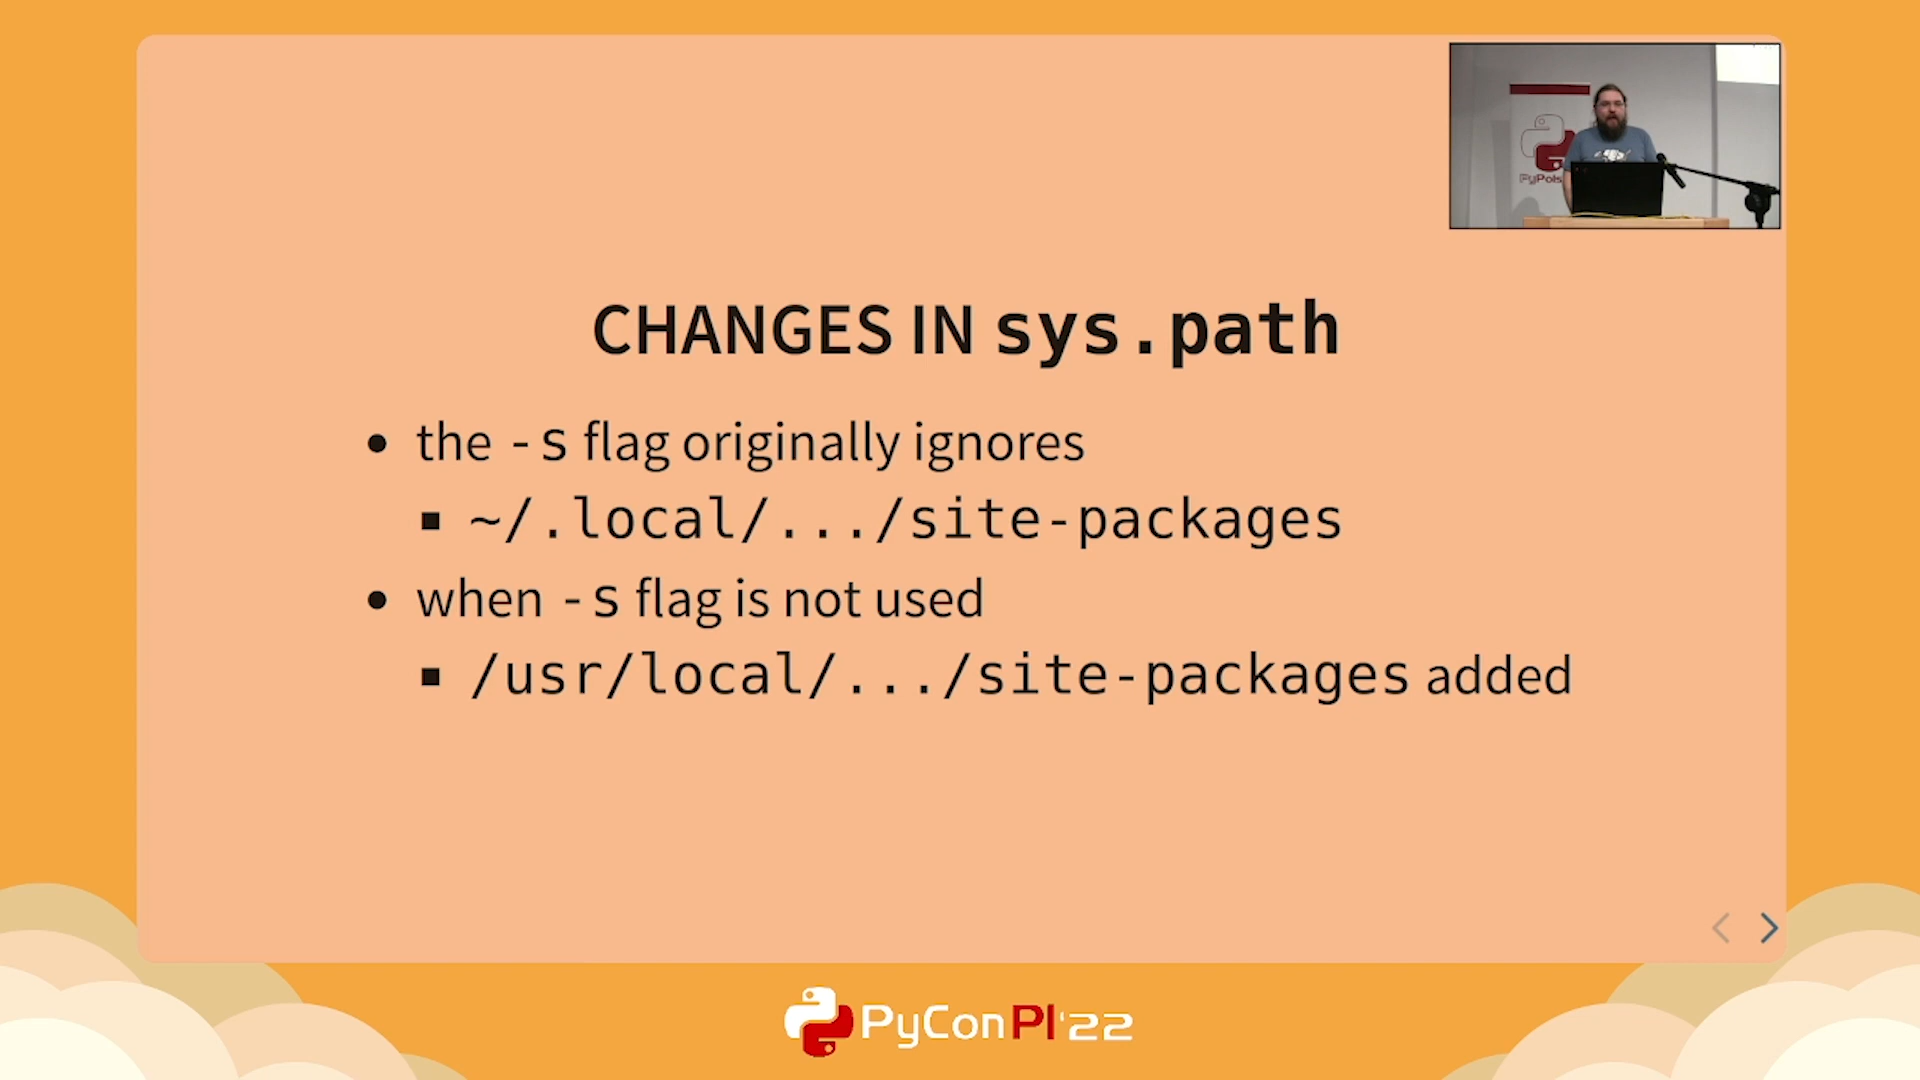 CHANGES IN sys.path
the -s flag originally ignores
~/.local/.../site-packages
when -s flag is not used
/usr/local/.../site-packages added
PyCon Pl'22